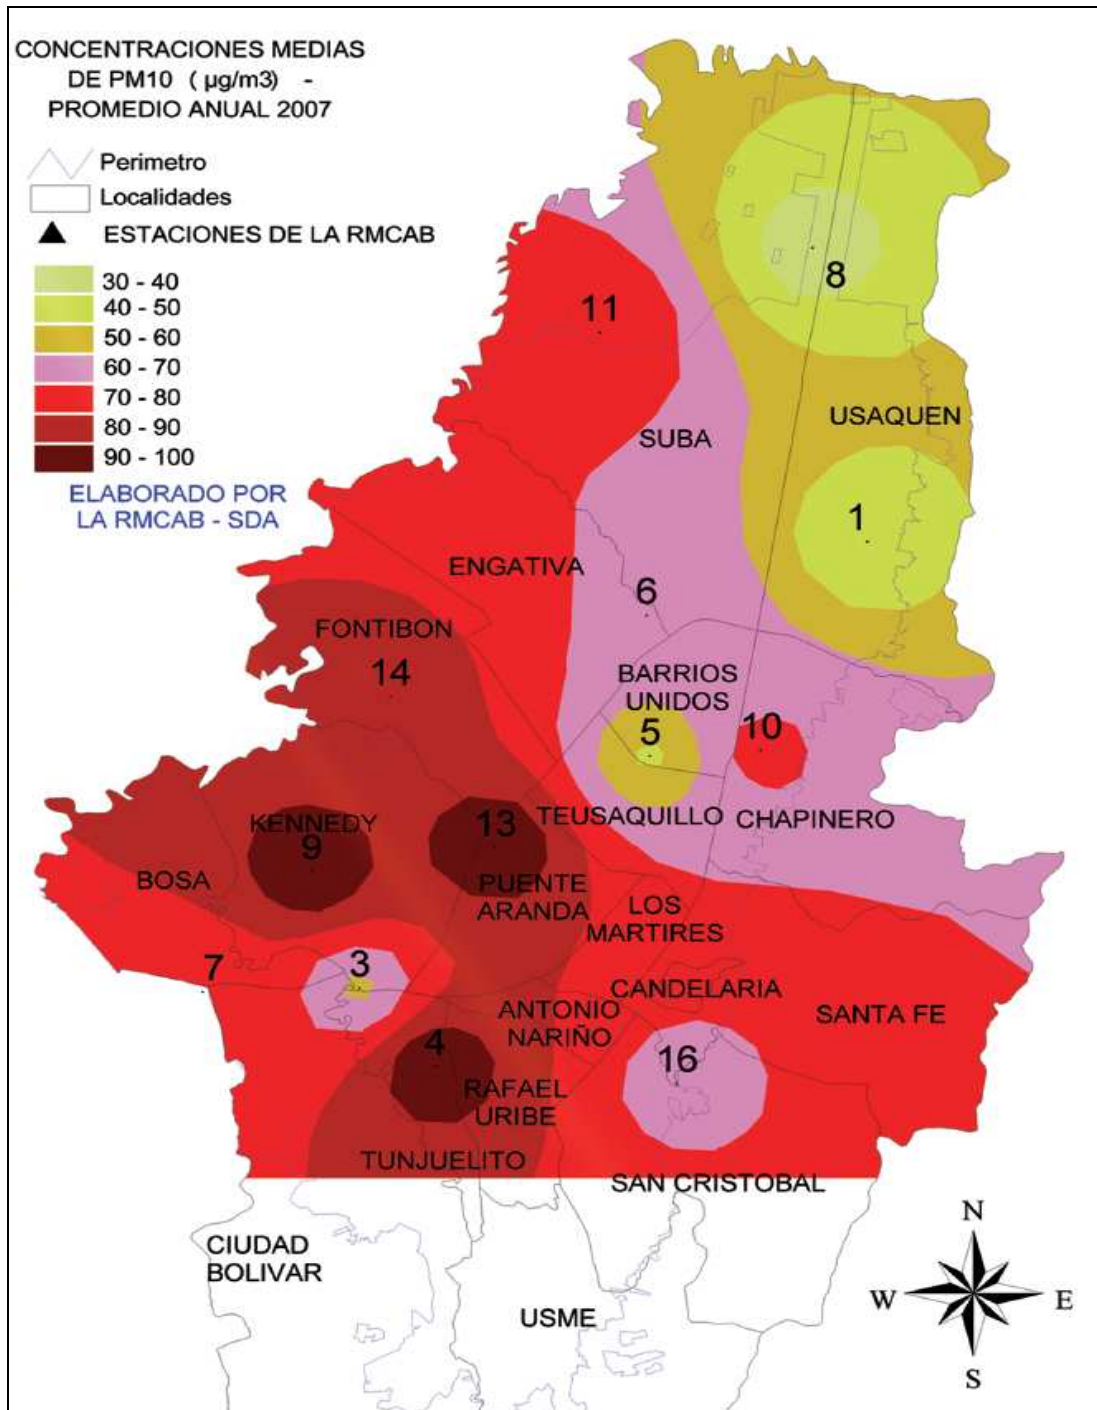 CONCENTRACIONES MEDIAS
DE PM10 ( µg/m3) -
PROMEDIO ANUAL 2007
Perimetro
Localidades
ESTACIONES DE LA RMCAB
30 - 40
40 - 50
50 - 60
60 - 70
70 - 80
80 - 90
90 - 100
ELABORADO POR
LA RMCAB - SDA
8
11
USAQUEN
SUBA
1
ENGATIVA
6
FONTIBON
14
BARRIOS
UNIDOS
5
10
TEUSAQUILLO
CHAPINERO
KENNEDY
9
13
BOSA
PUENTE
ARANDA
LOS
MARTIRES
7
3
CANDELARIA
ANTONIO
NARIÑO
SANTA FE
4
16
RAFAEL
URIBE
TUNJUELITO
SAN CRISTOBAL
CIUDAD
BOLIVAR
USME
N
W
E
S